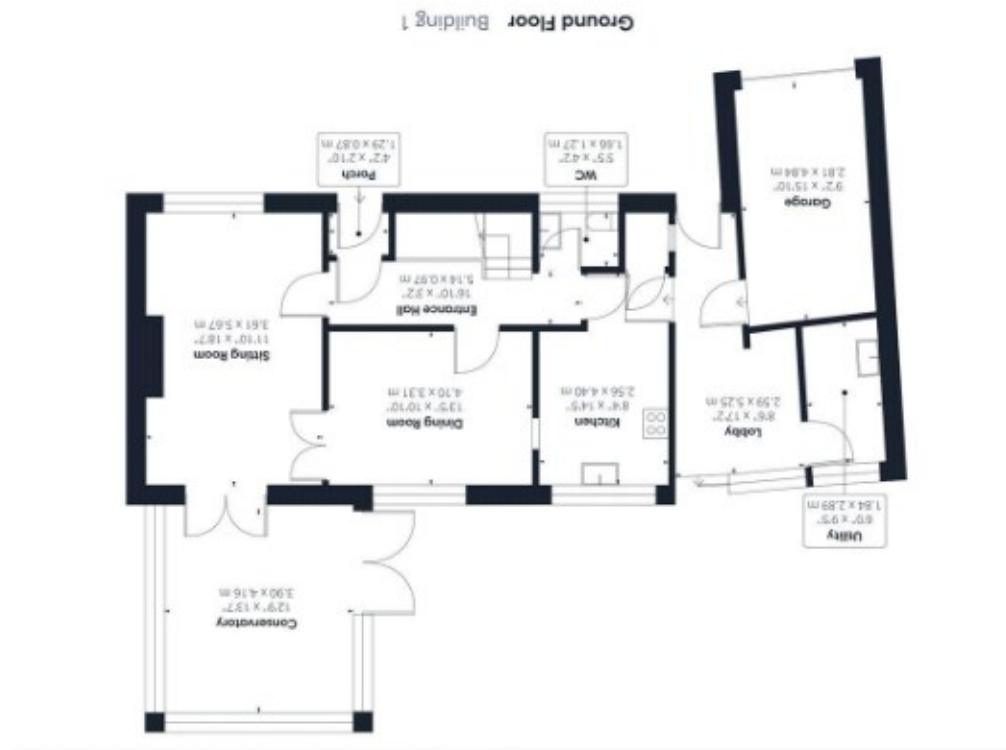 Conservatory
12'9" x 13'7"
3.90 x 4.16 m
Utility
6'0" x 9'5"
1.84 x 2.89 m
Lobby
8'6" x 17'2"
2.59 x 5.25 m
Kitchen
8'4" x 14'5"
2.56 x 4.40 m
Dining Room
13'5" x 10'10"
4.10 x 3.31 m
Sitting Room
11'10" x 18'7"
3.61 x 5.67 m
Entrance Hall
16'10" x 3'2"
5.14 x 0.97 m
Garage
9'2" x 15'10"
2.81 x 4.84 m
WC
5'5" x 4'2"
1.66 x 1.27 m
Porch
4'2" x 2'10"
1.29 x 0.87 m
Ground Floor Building 1